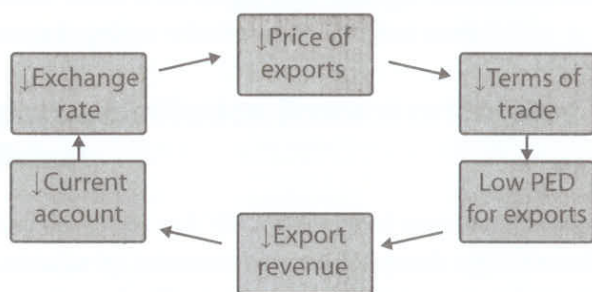 ↓Price of
exports
↓Terms of
trade
Low PED
for exports
↓Export
revenue
↓Current
account
↓Exchange
rate